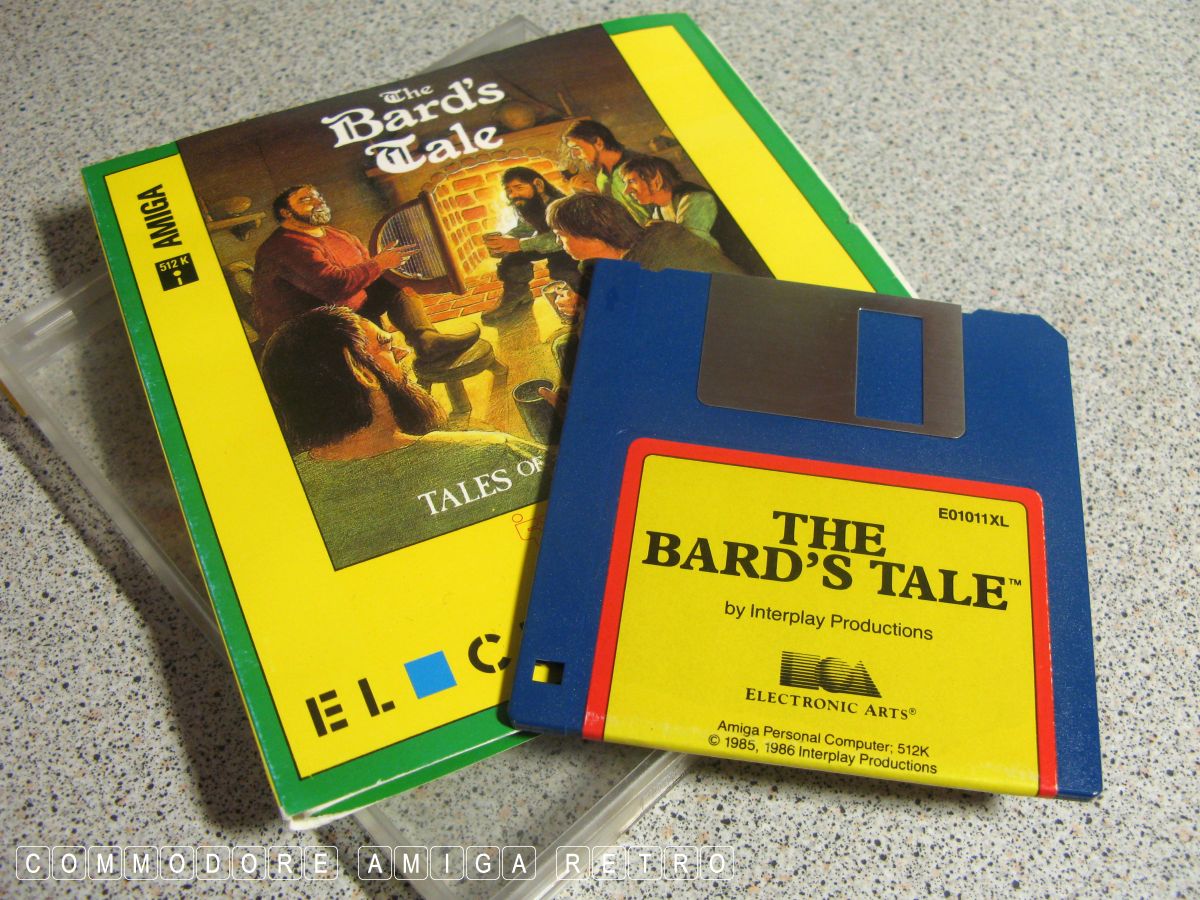 The
Bard's
Tale
AMIGA
512 K
TALES OF
EL
E01011XL
THE
BARD'S TALE™
by Interplay Productions
ELECTRONIC ARTS®
Amiga Personal Computer; 512K
© 1985, 1986 Interplay Productions
COMMODORE AMIGA RETRO